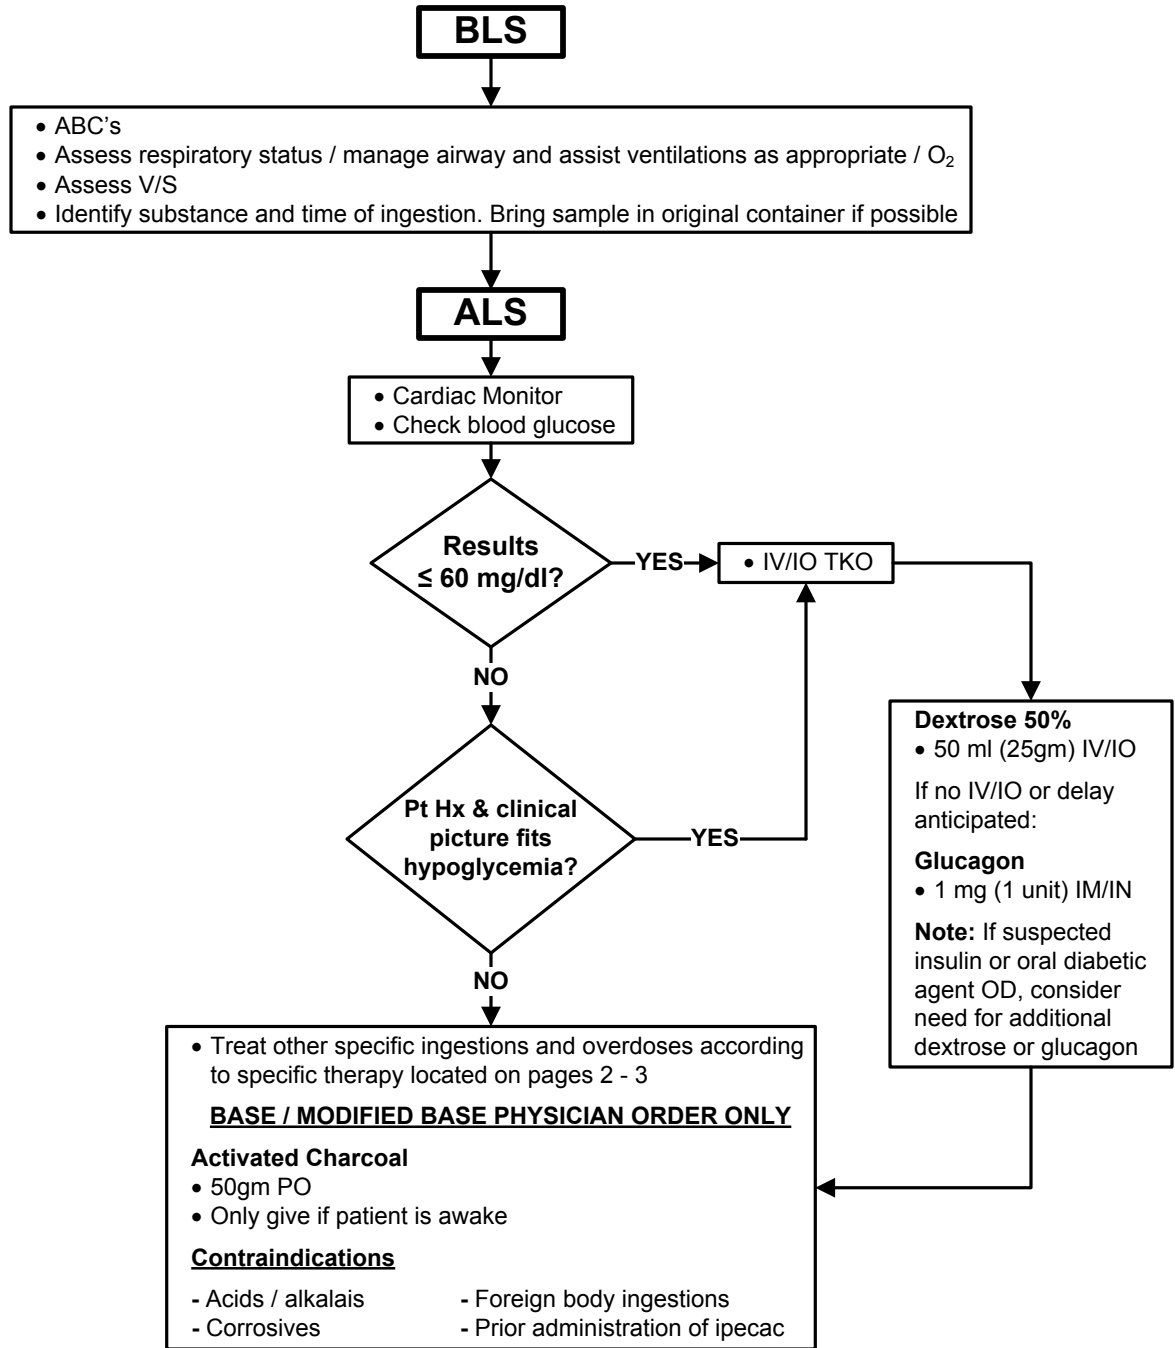 BLS
• ABC's
• Assess respiratory status / manage airway and assist ventilations as appropriate / O₂
• Assess V/S
• Identify substance and time of ingestion. Bring sample in original container if possible
ALS
• Cardiac Monitor
• Check blood glucose
Results
≤ 60 mg/dl?
YES
• IV/IO TKO
NO
Pt Hx & clinical
picture fits
hypoglycemia?
YES
Dextrose 50%
• 50 ml (25gm) IV/IO
If no IV/IO or delay
anticipated:
Glucagon
• 1 mg (1 unit) IM/IN
Note: If suspected
insulin or oral diabetic
agent OD, consider
need for additional
dextrose or glucagon
NO
• Treat other specific ingestions and overdoses according
to specific therapy located on pages 2 - 3
BASE / MODIFIED BASE PHYSICIAN ORDER ONLY
Activated Charcoal
• 50gm PO
• Only give if patient is awake
Contraindications
- Acids / alkalais - Foreign body ingestions
- Corrosives - Prior administration of ipecac